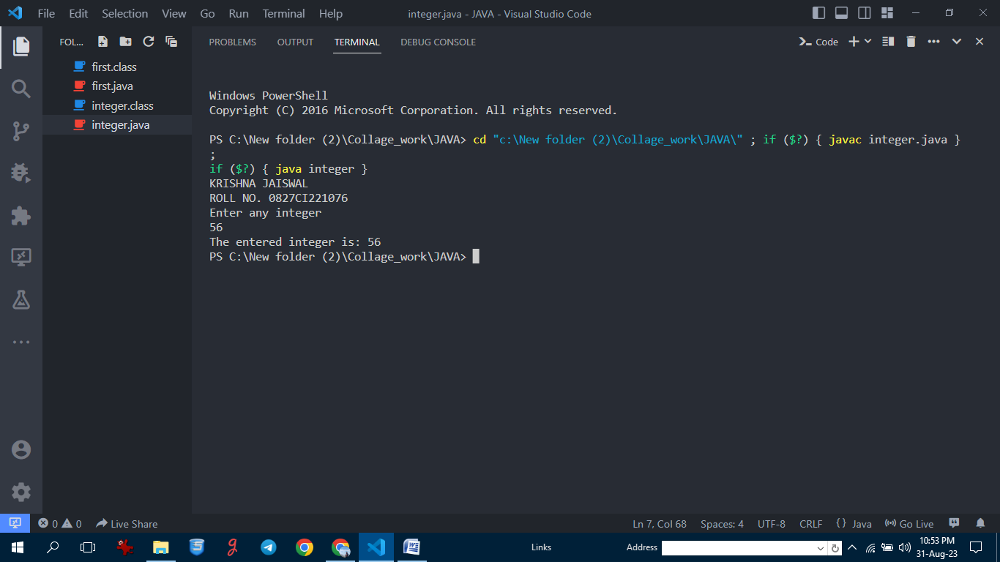 File Edit Selection View Go Run Terminal Help integer.java - JAVA - Visual Studio Code
FOL...
first.class
first.java
integer.class
integer.java
PROBLEMS OUTPUT TERMINAL DEBUG CONSOLE Code
Windows PowerShell
Copyright (C) 2016 Microsoft Corporation. All rights reserved.
PS C:\New folder (2)\Collage_work\JAVA> cd "c:\New folder (2)\Collage_work\JAVA\" ; if ($?) { javac integer.java }
;
if ($?) { java integer }
KRISHNA JAISWAL
ROLL NO. 0827CI221076
Enter any integer
56
The entered integer is: 56
PS C:\New folder (2)\Collage_work\JAVA>
0 0 Live Share Ln 7, Col 68 Spaces: 4 UTF-8 CRLF {} Java Go Live
Links Address 10:53 PM
31-Aug-23